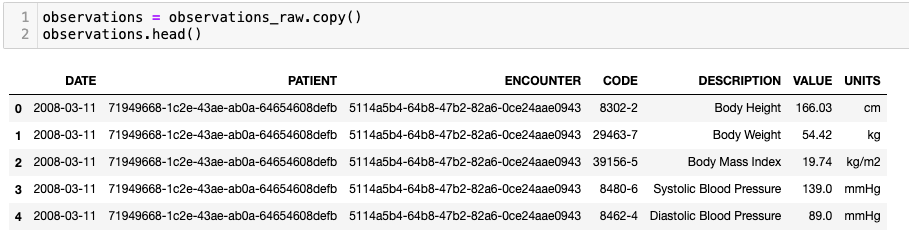 1 observations = observations_raw.copy()
2 observations.head()
DATE PATIENT ENCOUNTER CODE DESCRIPTION VALUE UNITS
0 2008-03-11 71949668-1c2e-43ae-ab0a-64654608defb 5114a5b4-64b8-47b2-82a6-0ce24aae0943 8302-2 Body Height 166.03 cm
1 2008-03-11 71949668-1c2e-43ae-ab0a-64654608defb 5114a5b4-64b8-47b2-82a6-0ce24aae0943 29463-7 Body Weight 54.42 kg
2 2008-03-11 71949668-1c2e-43ae-ab0a-64654608defb 5114a5b4-64b8-47b2-82a6-0ce24aae0943 39156-5 Body Mass Index 19.74 kg/m2
3 2008-03-11 71949668-1c2e-43ae-ab0a-64654608defb 5114a5b4-64b8-47b2-82a6-0ce24aae0943 8480-6 Systolic Blood Pressure 139.0 mmHg
4 2008-03-11 71949668-1c2e-43ae-ab0a-64654608defb 5114a5b4-64b8-47b2-82a6-0ce24aae0943 8462-4 Diastolic Blood Pressure 89.0 mmHg